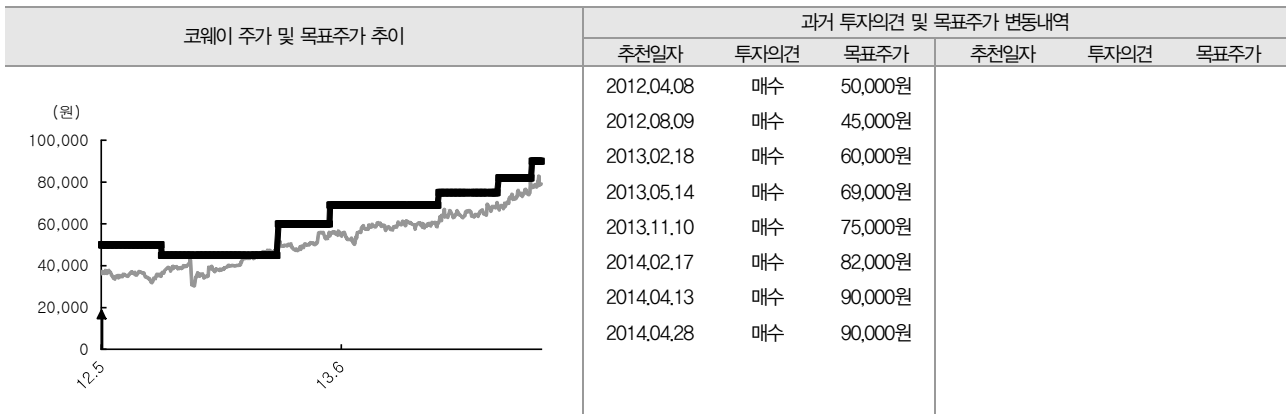 코웨이 주가 및 목표주가 추이
과거 투자의견 및 목표주가 변동내역
추천일자 투자의견 목표주가 추천일자 투자의견 목표주가
2012.04.08 매수 50,000원
2012.08.09 매수 45,000원
2013.02.18 매수 60,000원
2013.05.14 매수 69,000원
2013.11.10 매수 75,000원
2014.02.17 매수 82,000원
2014.04.13 매수 90,000원
2014.04.28 매수 90,000원
(원)
100,000
80,000
60,000
40,000
20,000
0
12.5 13.6